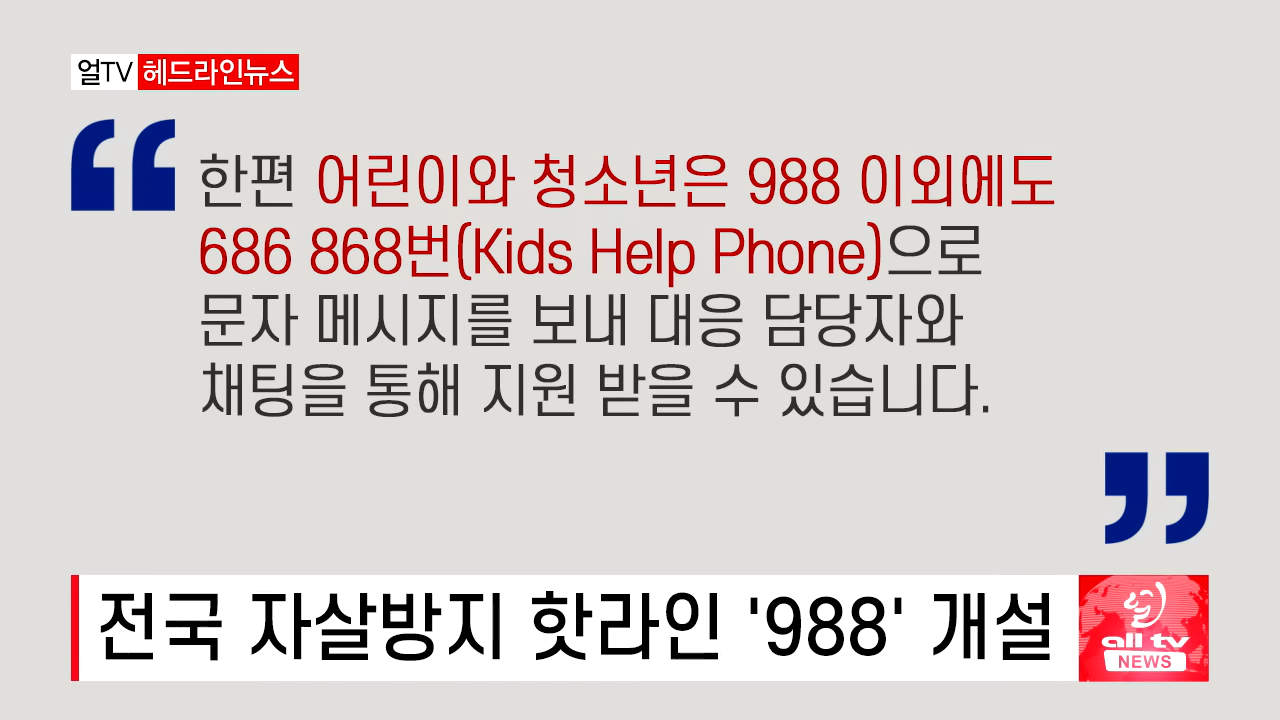 얼TV 헤드라인뉴스
“한편 어린이와 청소년은 988 이외에도
686 868번(Kids Help Phone)으로
문자 메시지를 보내 대응 담당자와
채팅을 통해 지원 받을 수 있습니다.”
전국 자살방지 핫라인 '988' 개설
all tv
NEWS